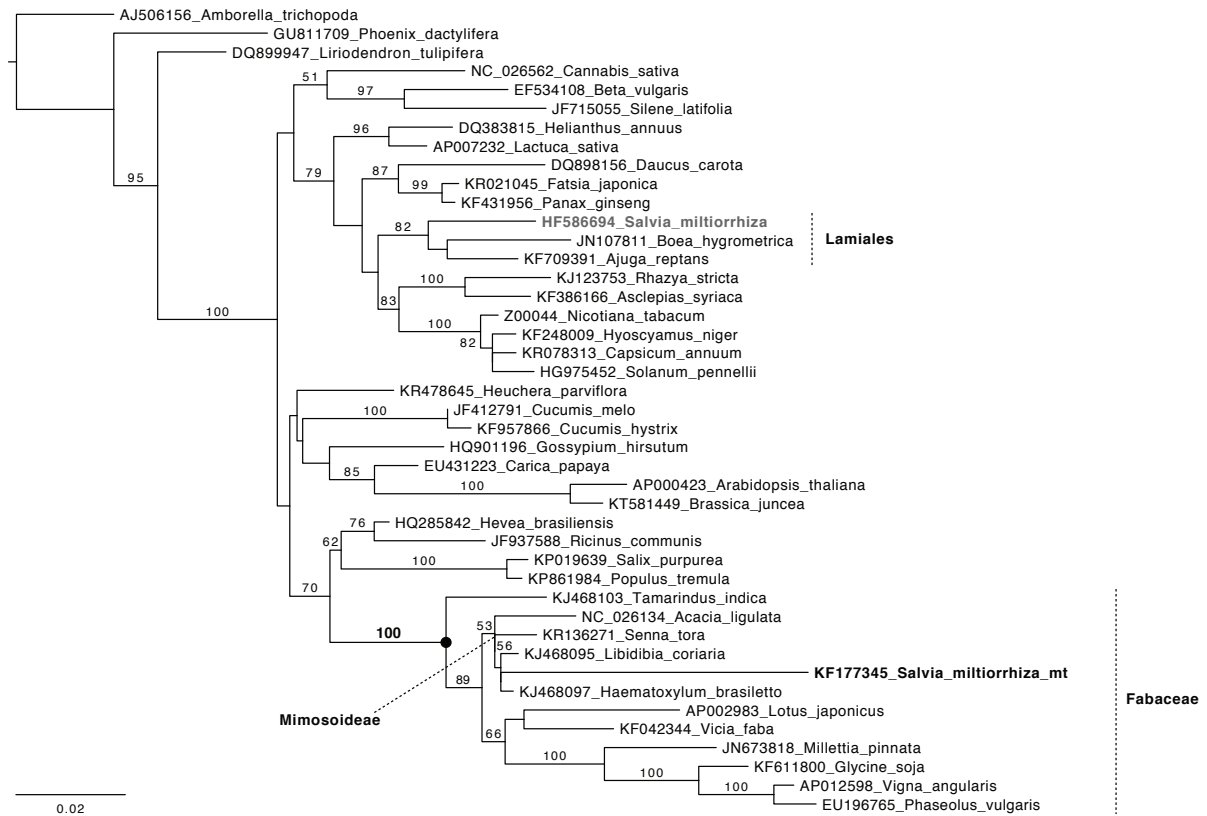 AJ506156_Amborella_trichopoda
GU811709_Phoenix_dactylifera
DQ899947_Liriodendron_tulipifera
NC_026562_Cannabis_sativa
51
EF534108_Beta_vulgaris
97
JF715055_Silene_latifolia
DQ383815_Helianthus_annuus
96
AP007232_Lactuca_sativa
DQ898156_Daucus_carota
79
87
95
KR021045_Fatsia_japonica
99
KF431956_Panax_ginseng
HF586694_Salvia_miltiorrhiza
82
JN107811_Boea_hygrometrica
Lamiales
KF709391_Ajuga_reptans
KJ123753_Rhazya_stricta
100
KF386166_Asclepias_syriaca
83
100
Z00044_Nicotiana_tabacum
100
KF248009_Hyoscyamus_niger
82
KR078313_Capsicum_annuum
HG975452_Solanum_pennellii
KR478645_Heuchera_parviflora
JF412791_Cucumis_melo
100
KF957866_Cucumis_hystrix
HQ901196_Gossypium_hirsutum
EU431223_Carica_papaya
85
AP000423_Arabidopsis_thaliana
100
KT581449_Brassica_juncea
HQ285842_Hevea_brasiliensis
76
JF937588_Ricinus_communis
62
KP019639_Salix_purpurea
100
KP861984_Populus_tremula
70
KJ468103_Tamarindus_indica
NC_026134_Acacia_ligulata
53
100
KR136271_Senna_tora
56
KJ468095_Libidibia_coriaria
KF177345_Salvia_miltiorrhiza_mt
89
KJ468097_Haematoxylum_brasiletto
Fabaceae
AP002983_Lotus_japonicus
Mimosoideae
KF042344_Vicia_faba
66
JN673818_Millettia_pinnata
100
KF611800_Glycine_soja
100
AP012598_Vigna_angularis
100
EU196765_Phaseolus_vulgaris
0.02